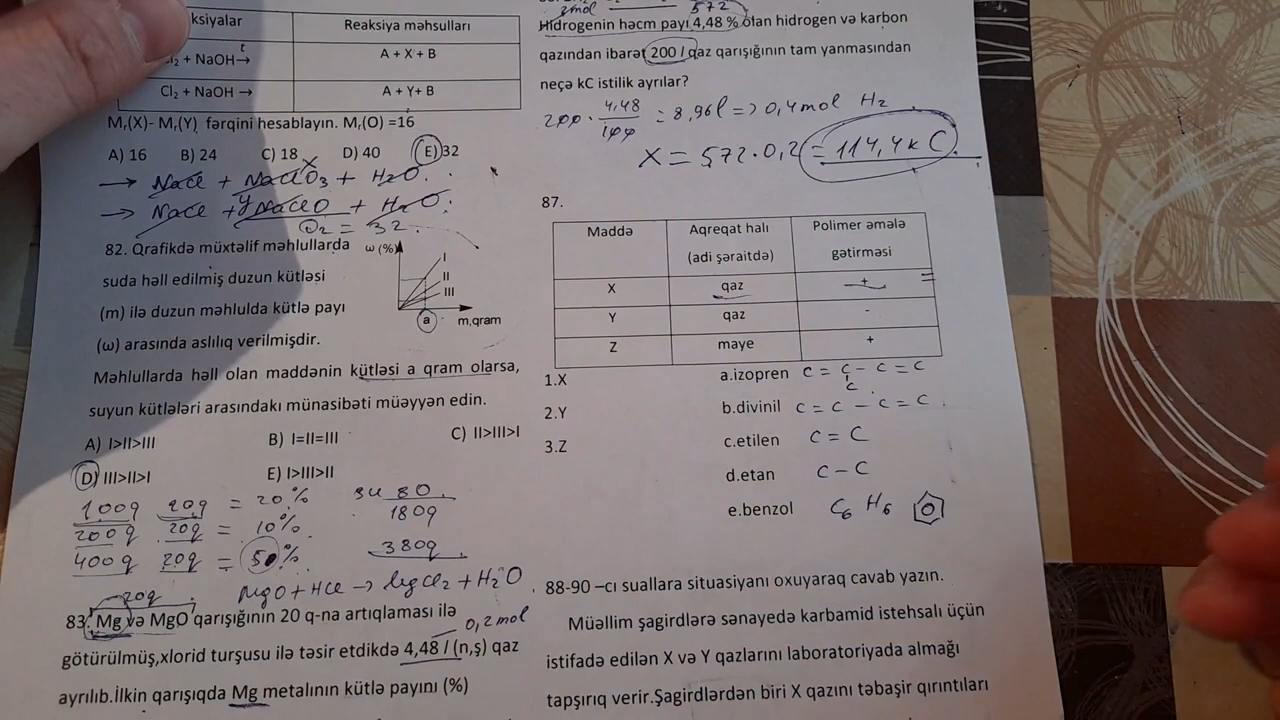 ksiyalar Reaksiya məhsulları
t
+ NaOH→ A + X + B
Cl₂ + NaOH → A + Y+ B
Mᵣ(X)- Mᵣ(Y) fərqini hesablayın. Mᵣ(O) =16
A) 16 B) 24 C) 18 D) 40 E) 32
X
→ NaCl + NaClO₃ + H₂O.
y
→ NaCl + NaClO + H₂O.
O₂ = 32.
82. Qrafikdə müxtəlif məhlullarda
suda həll edilmiş duzun kütləsi
(m) ilə duzun məhlulda kütlə payı
(ω) arasında aslılıq verilmişdir.
ω (%)
I
II
III
a m,qram
Məhlullarda həll olan maddənin kütləsi a qram olarsa,
suyun kütlələri arasındakı münasibəti müəyyən edin.
A) I>II>III B) I=II=III C) II>III>I
D) III>II>I E) I>III>II
100q 20q = 20% su 80.
200q 20q = 10% 180q
400q 20q = 5% 380q
MgO + HCl → MgCl₂ + H₂O
20q
83. Mg və MgO qarışığının 20 q-na artıqlaması ilə
0,2 mol
götürülmüş,xlorid turşusu ilə təsir etdikdə 4,48 l (n,ş) qaz
ayrılıb.İlkin qarışıqda Mg metalının kütlə payını (%)
2mol 572
Hidrogenin həcm payı 4,48 % olan hidrogen və karbon
qazından ibarət 200 l qaz qarışığının tam yanmasından
neçə kC istilik ayrılar?
200 · 4,48/100 = 8,96l => 0,4mol H₂
X = 572 · 0,2 = 114,4 kC.
87.
Maddə Aqreqat halı (adi şəraitdə) Polimer əmələ gətirməsi
X qaz +
Y qaz -
Z maye +
1.X a.izopren C = C - C = C
C
2.Y b.divinil C = C - C = C
3.Z c.etilen C = C
d.etan C - C
e.benzol C₆ H₆
88-90 –cı suallara situasiyanı oxuyaraq cavab yazın.
Müəllim şagirdlərə sənayedə karbamid istehsalı üçün
istifadə edilən X və Y qazlarını laboratoriyada almağı
tapşırıq verir.Şagirdlərdən biri X qazını təbaşir qırıntıları